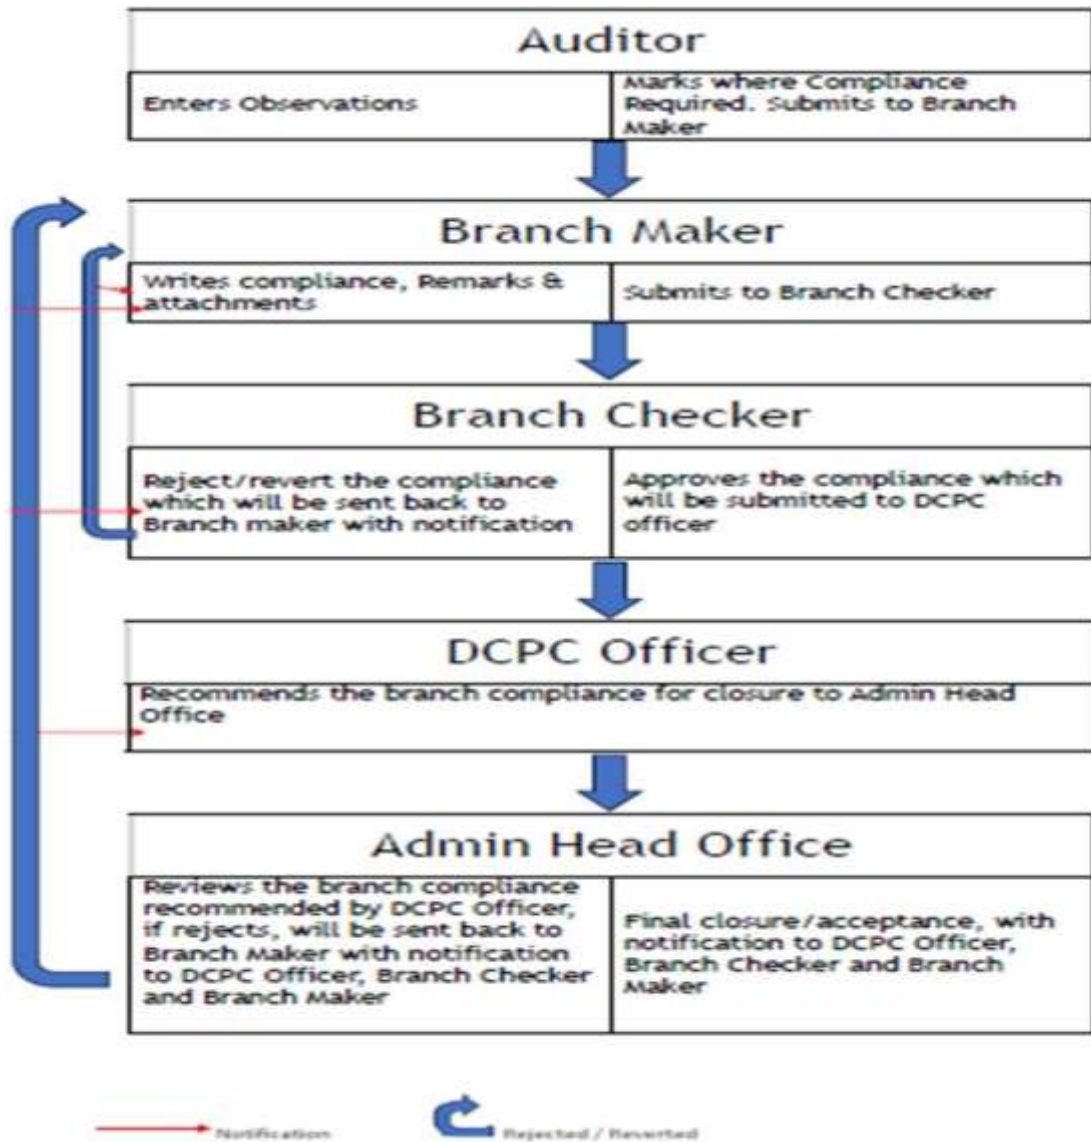 Auditor
Enters Observations
Marks where Compliance
Required. Submits to Branch
Maker
Branch Maker
Writes compliance, Remarks &
attachments
Submits to Branch Checker
Branch Checker
Reject/revert the compliance
which will be sent back to
Branch maker with notification
Approves the compliance which
will be submitted to DCPC
officer
DCPC Officer
Recommends the branch compliance for closure to Admin Head
Office
Admin Head Office
Reviews the branch compliance
recommended by DCPC Officer,
if rejects, will be sent back to
Branch Maker with notification
to DCPC Officer, Branch Checker
and Branch Maker
Final closure/acceptance, with
notification to DCPC Officer,
Branch Checker and Branch
Maker
Notification
Rejected / Reverted